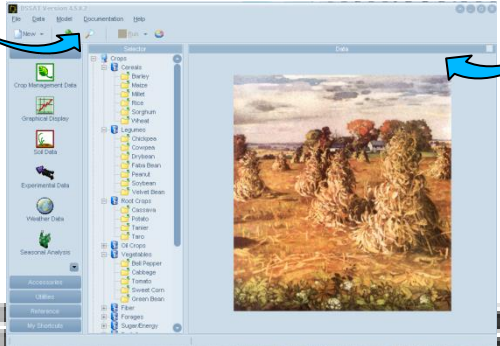 DSSAT Version 4.5.0.2
File Data Model Documentation Help
New Run
Selector
Data
Crops
Cereals
Barley
Maize
Millet
Rice
Sorghum
Wheat
Legumes
Chickpea
Cowpea
Drybean
Faba Bean
Peanut
Soybean
Velvet Bean
Root Crops
Cassava
Potato
Tanier
Taro
Oil Crops
Vegetables
Bell Pepper
Cabbage
Tomato
Sweet Corn
Green Bean
Fiber
Forages
Sugar/Energy
Crop Management Data
Graphical Display
Soil Data
Experimental Data
Weather Data
Seasonal Analysis
Accessories
Utilities
Reference
My Shortcuts